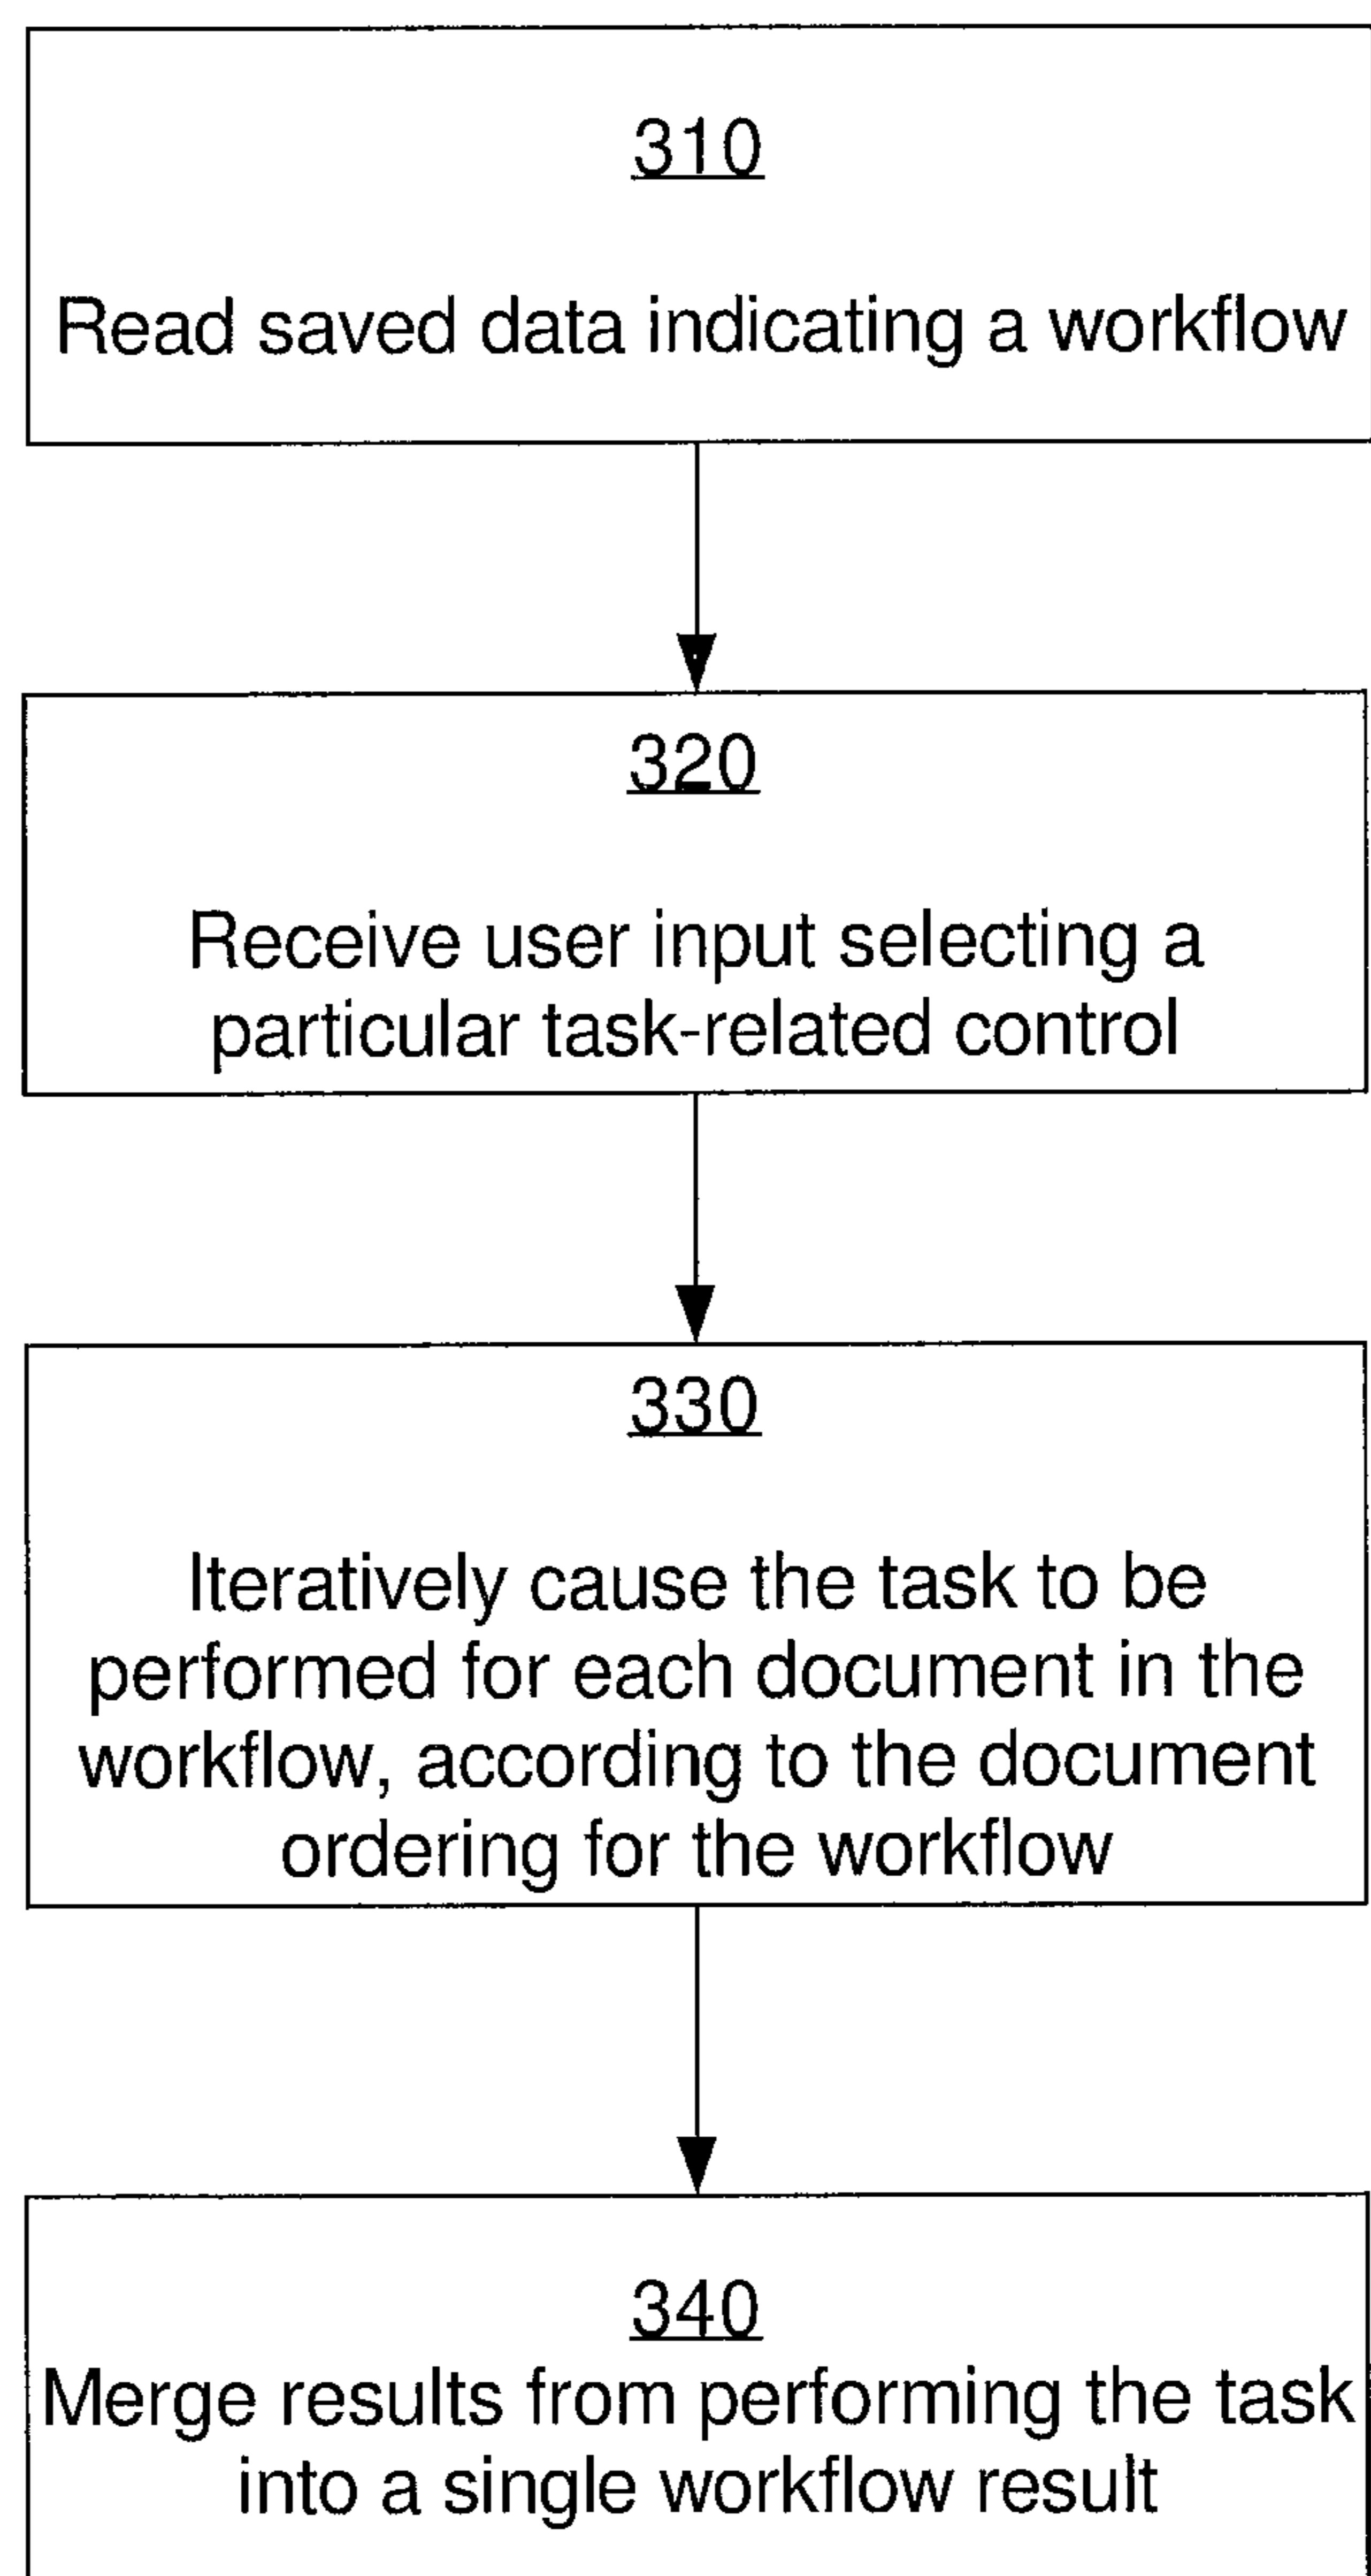 310
Read saved data indicating a workflow
320
Receive user input selecting a
particular task-related control
330
Iteratively cause the task to be
performed for each document in the
workflow, according to the document
ordering for the workflow
340
Merge results from performing the task
into a single workflow result